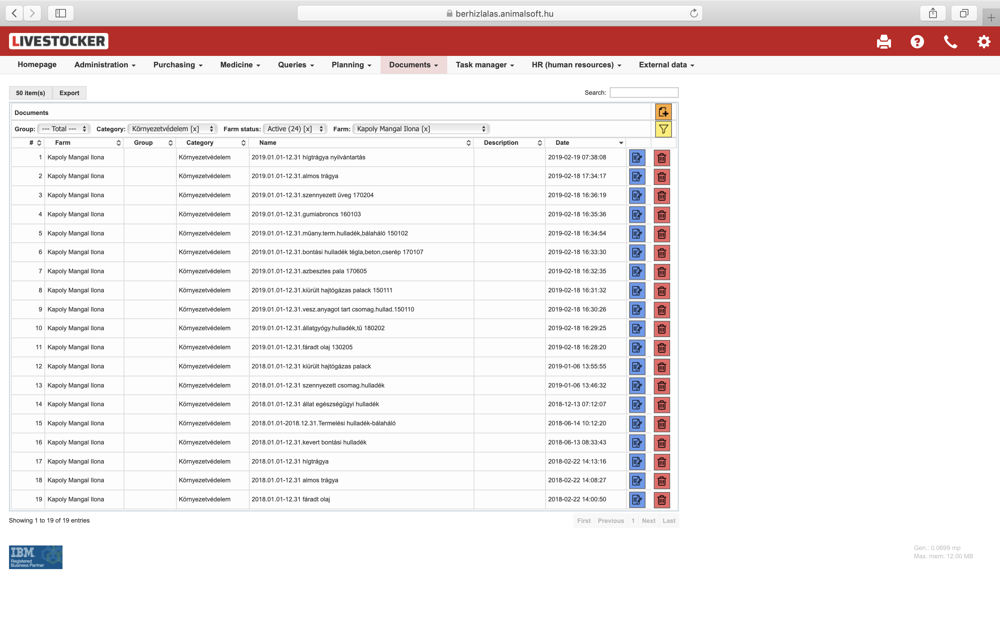 berhizlalas.animalsoft.hu
LIVESTOCKER
Homepage Administration Purchasing Medicine Queries Planning Documents Task manager HR (human resources) External data
50 item(s) Export Search:
Documents
Group: --- Total --- Category: Környezetvédelem [x] Farm status: Active (24) [x] Farm: Kapoly Mangal Ilona [x]
# Farm Group Category Name Description Date
1 Kapoly Mangal Ilona Környezetvédelem 2019.01.01-12.31 hígtrágya nyilvántartás 2019-02-19 07:38:08
2 Kapoly Mangal Ilona Környezetvédelem 2019.01.01-12.31.almos trágya 2019-02-18 17:34:17
3 Kapoly Mangal Ilona Környezetvédelem 2019.01.01-12.31.szennyezett üveg 170204 2019-02-18 16:36:19
4 Kapoly Mangal Ilona Környezetvédelem 2019.01.01-12.31.gumiabroncs 160103 2019-02-18 16:35:36
5 Kapoly Mangal Ilona Környezetvédelem 2019.01.01-12.31.műany.term.hulladék,bálaháló 150102 2019-02-18 16:34:54
6 Kapoly Mangal Ilona Környezetvédelem 2019.01.01-12.31.bontási hulladék tégla,beton,cserép 170107 2019-02-18 16:33:30
7 Kapoly Mangal Ilona Környezetvédelem 2019.01.01-12.31.azbesztes pala 170605 2019-02-18 16:32:35
8 Kapoly Mangal Ilona Környezetvédelem 2019.01.01-12.31.kiürült hajtógázas palack 150111 2019-02-18 16:31:32
9 Kapoly Mangal Ilona Környezetvédelem 2019.01.01-12.31.vesz.anyagot tart csomag.hullad.150110 2019-02-18 16:30:26
10 Kapoly Mangal Ilona Környezetvédelem 2019.01.01-12.31.állatgyógy.hulladék,tű 180202 2019-02-18 16:29:25
11 Kapoly Mangal Ilona Környezetvédelem 2019.01.01-12.31.fáradt olaj 130205 2019-02-18 16:28:20
12 Kapoly Mangal Ilona Környezetvédelem 2018.01.01-12.31 kiürült hajtógázas palack 2019-01-06 13:55:55
13 Kapoly Mangal Ilona Környezetvédelem 2018.01.01-12.31 szennyezett csomag.hulladék 2019-01-06 13:46:32
14 Kapoly Mangal Ilona Környezetvédelem 2018.01.01-12.31 állat egészségügyi hulladék 2018-12-13 07:12:07
15 Kapoly Mangal Ilona Környezetvédelem 2018.01.01-2018.12.31.Termelési hulladék-bálaháló 2018-06-14 10:12:20
16 Kapoly Mangal Ilona Környezetvédelem 2018.01.01-12.31.kevert bontási hulladék 2018-06-13 08:33:43
17 Kapoly Mangal Ilona Környezetvédelem 2018.01.01-12.31 hígtrágya 2018-02-22 14:13:16
18 Kapoly Mangal Ilona Környezetvédelem 2018.01.01-12.31 almos trágya 2018-02-22 14:08:27
19 Kapoly Mangal Ilona Környezetvédelem 2018.01.01-12.31 fáradt olaj 2018-02-22 14:00:50
Showing 1 to 19 of 19 entries First Previous 1 Next Last
IBM
Registered
Business Partner
Gen.: 0.0699 mp
Max. mem: 12.00 MB